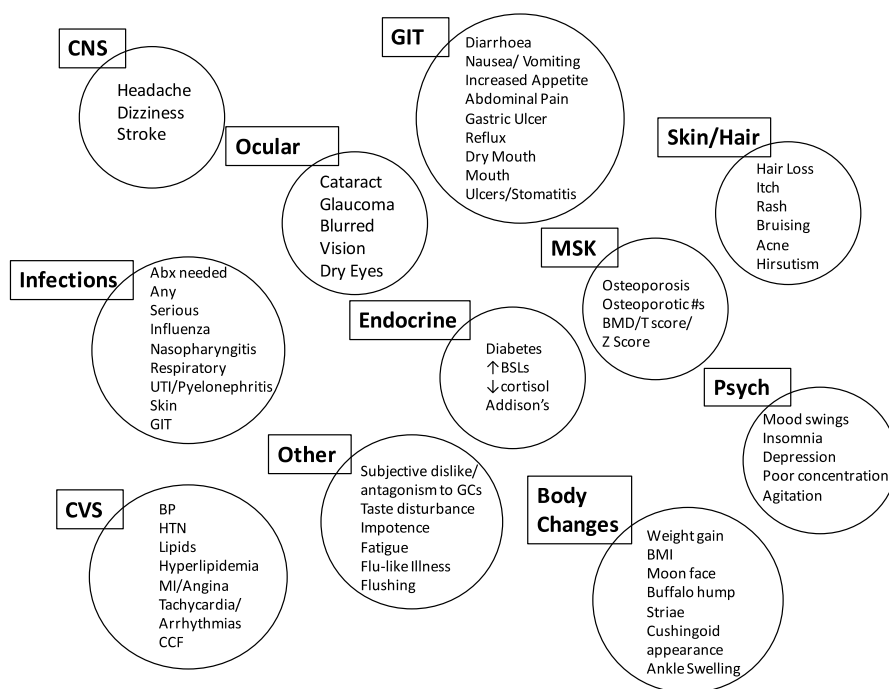 CNS
Headache
Dizziness
Stroke
GIT
Diarrhoea
Nausea/ Vomiting
Increased Appetite
Abdominal Pain
Gastric Ulcer
Reflux
Dry Mouth
Mouth
Ulcers/Stomatitis
Ocular
Cataract
Glaucoma
Blurred
Vision
Dry Eyes
Skin/Hair
Hair Loss
Itch
Rash
Bruising
Acne
Hirsutism
Infections
Abx needed
Any
Serious
Influenza
Nasopharyngitis
Respiratory
UTI/Pyelonephritis
Skin
GIT
MSK
Osteoporosis
Osteoporotic #s
BMD/T score/
Z Score
Endocrine
Diabetes
↑BSLs
↓cortisol
Addison's
Psych
Mood swings
Insomnia
Depression
Poor concentration
Agitation
Other
Subjective dislike/
antagonism to GCs
Taste disturbance
Impotence
Fatigue
Flu-like Illness
Flushing
CVS
BP
HTN
Lipids
Hyperlipidemia
MI/Angina
Tachycardia/
Arrhythmias
CCF
Body
Changes
Weight gain
BMI
Moon face
Buffalo hump
Striae
Cushingoid
appearance
Ankle Swelling